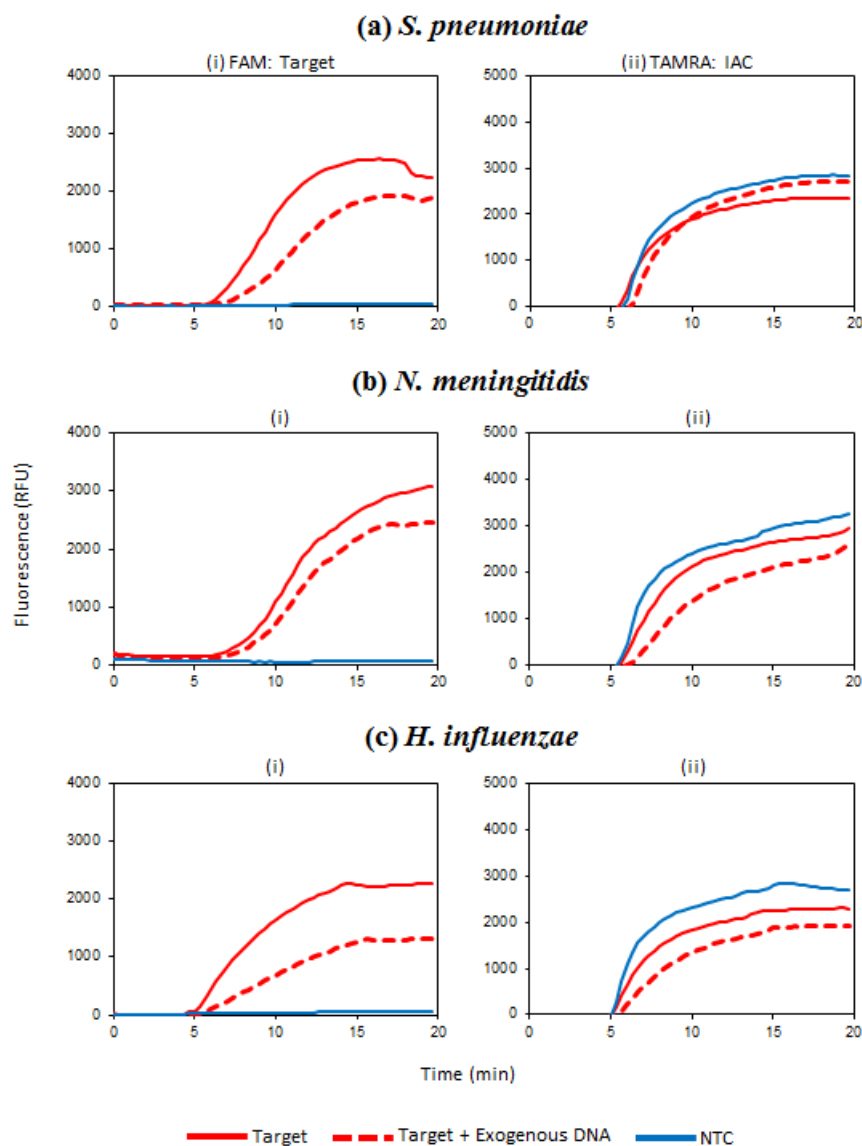 (a) S. pneumoniae
(i) FAM: Target
(ii) TAMRA: IAC
4000
3000
2000
1000
0
0 5 10 15 20
5000
4000
3000
2000
1000
0
0 5 10 15 20
(b) N. meningitidis
(i)
(ii)
Fluorescence (RFU)
4000
3000
2000
1000
0
0 5 10 15 20
5000
4000
3000
2000
1000
0
0 5 10 15 20
(c) H. influenzae
(i)
(ii)
4000
3000
2000
1000
0
0 5 10 15 20
5000
4000
3000
2000
1000
0
0 5 10 15 20
Time (min)
Target Target + Exogenous DNA NTC